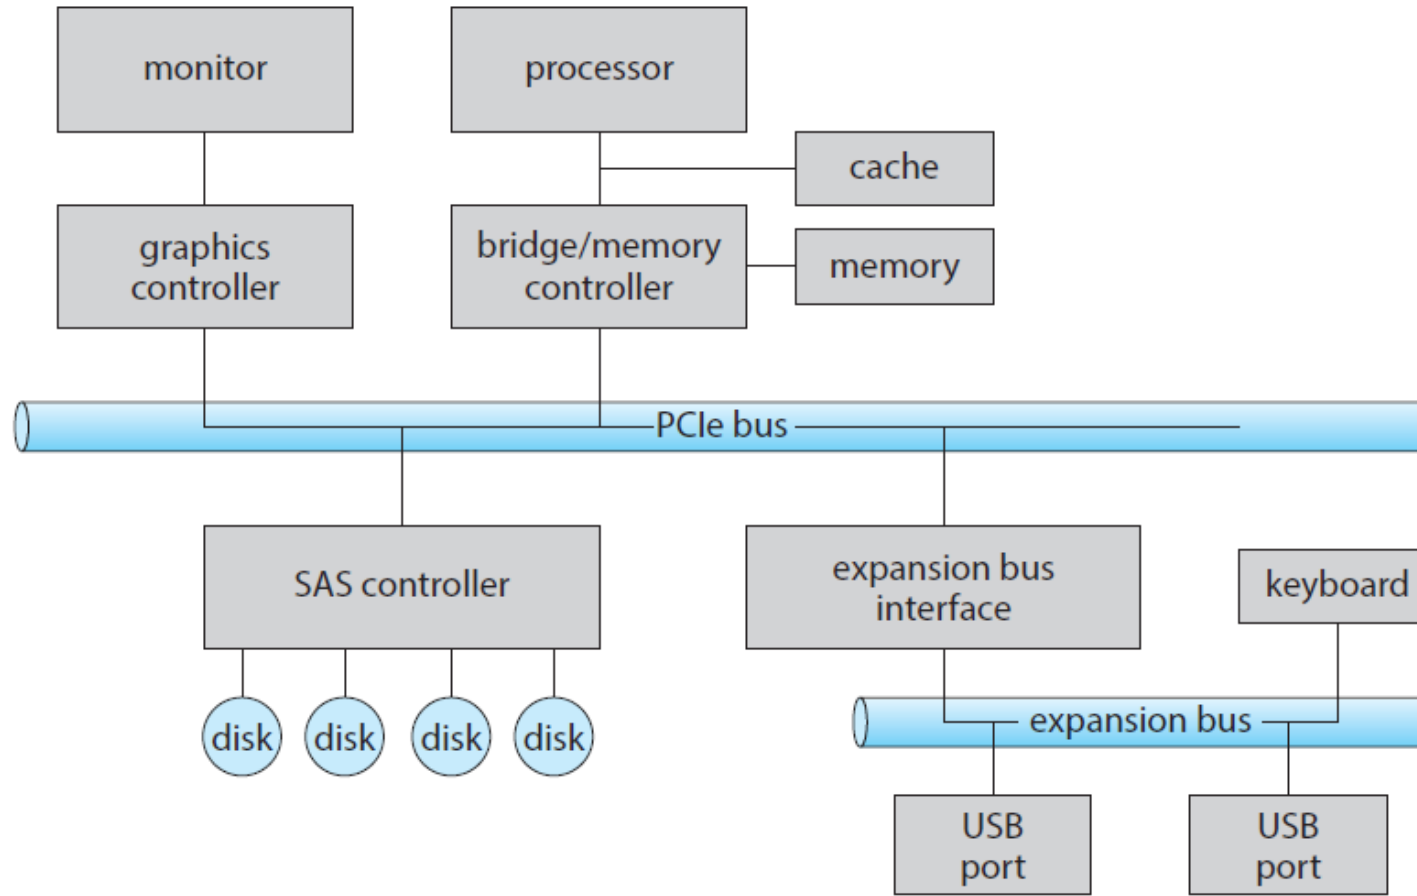 monitor
processor
cache
graphics
controller
bridge/memory
controller
memory
PCIe bus
SAS controller
expansion bus
interface
keyboard
disk
disk
disk
disk
expansion bus
USB
port
USB
port